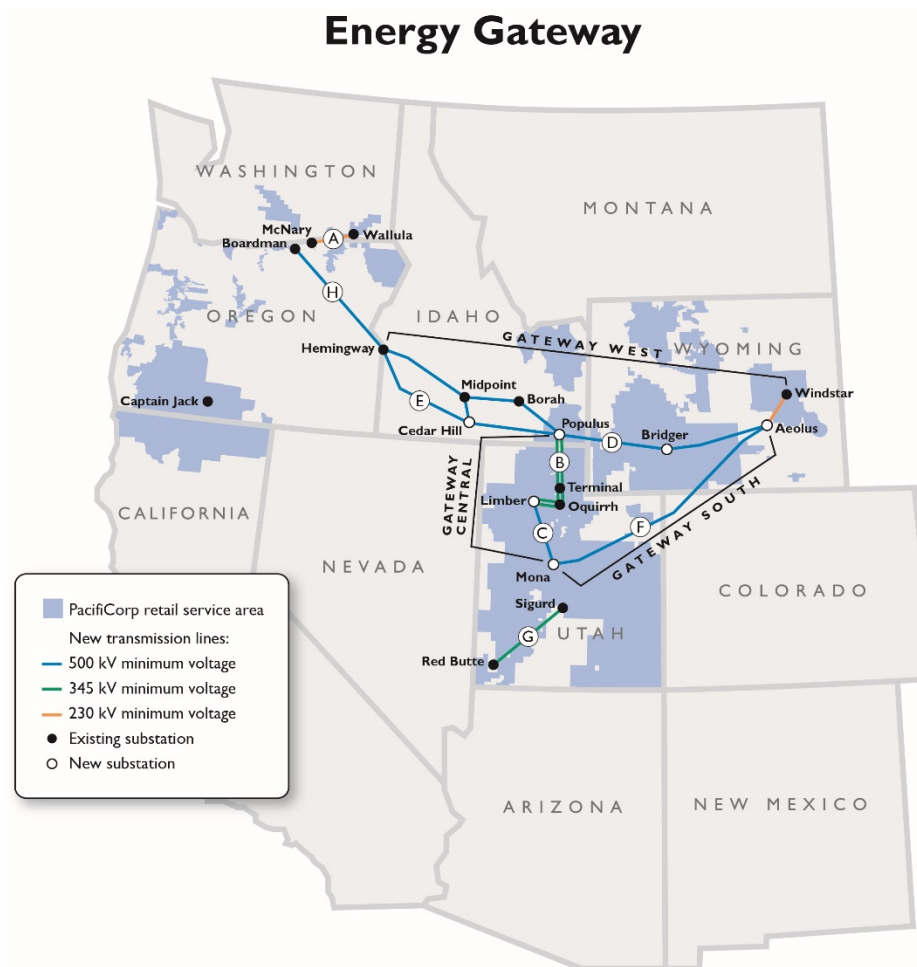 Energy Gateway
WASHINGTON
MONTANA
McNary
A
Wallula
Boardman
H
OREGON
IDAHO
GATEWAY WEST
WYOMING
Hemingway
Midpoint
Borah
Windstar
Captain Jack
E
Cedar Hill
Populus
D
Bridger
Aeolus
B
GATEWAY
CENTRAL
Terminal
Limber
Oquirrh
CALIFORNIA
C
F
GATEWAY SOUTH
NEVADA
Mona
COLORADO
Sigurd
UTAH
G
Red Butte
PacifiCorp retail service area
New transmission lines:
500 kV minimum voltage
345 kV minimum voltage
230 kV minimum voltage
Existing substation
New substation
ARIZONA
NEW MEXICO